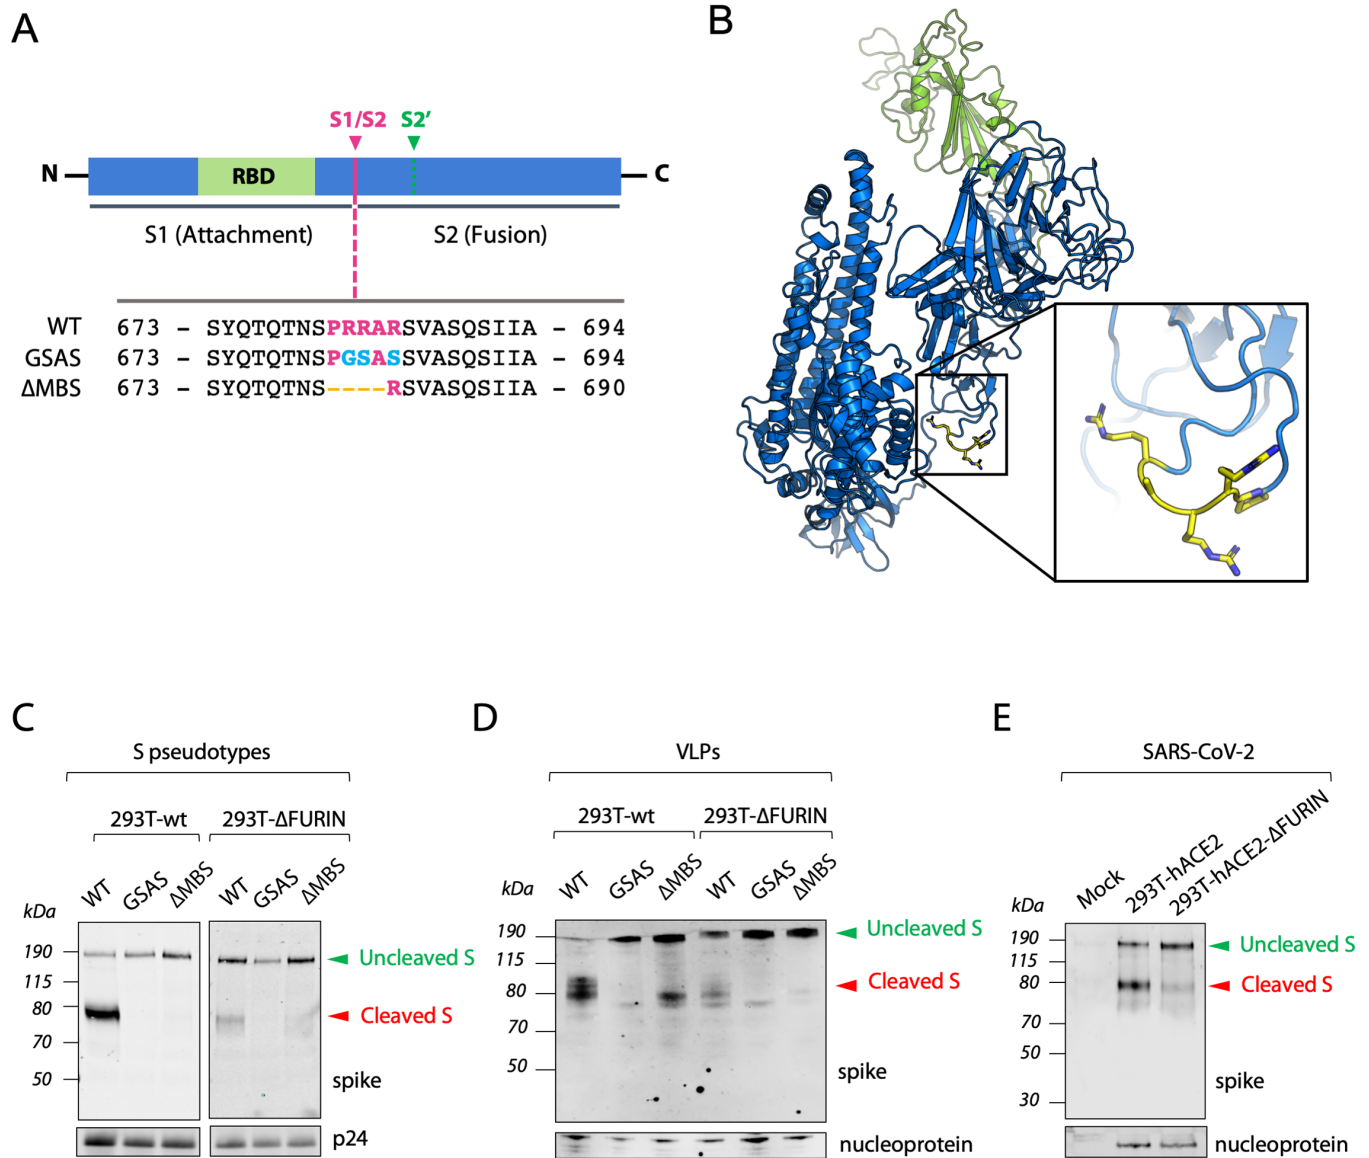 A
S1/S2 S2’
N RBD C
S1 (Attachment) S2 (Fusion)
WT 673 – SYQTQTNSPRRARSVASQSIIA – 694
GSAS 673 – SYQTQTNSPGSASSVASQSIIA – 694
ΔMBS 673 – SYQTQTNS----RSVASQSIIA – 690
B
C
S pseudotypes
293T-wt 293T-ΔFURIN
WT GSAS ΔMBS WT GSAS ΔMBS
kDa
190
115
80
70
50
Uncleaved S
Cleaved S
spike
p24
D
VLPs
293T-wt 293T-ΔFURIN
WT GSAS ΔMBS WT GSAS ΔMBS
kDa
190
115
80
70
50
Uncleaved S
Cleaved S
spike
nucleoprotein
E
SARS-CoV-2
Mock 293T-hACE2 293T-hACE2-ΔFURIN
kDa
190
115
80
70
50
30
Uncleaved S
Cleaved S
spike
nucleoprotein